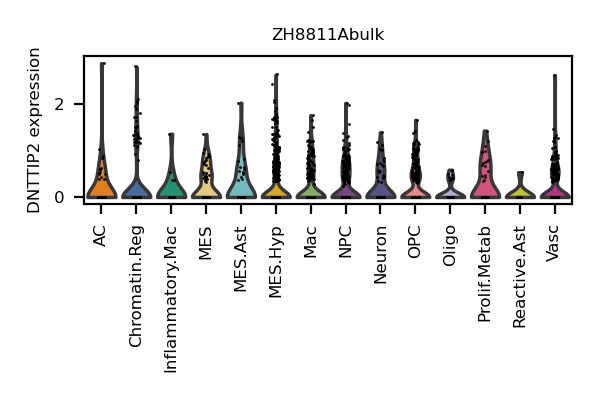 ZH8811Abulk
DNTTIP2 expression
2
0
AC
Chromatin.Reg
Inflammatory.Mac
MES
MES.Ast
MES.Hyp
Mac
NPC
Neuron
OPC
Oligo
Prolif.Metab
Reactive.Ast
Vasc